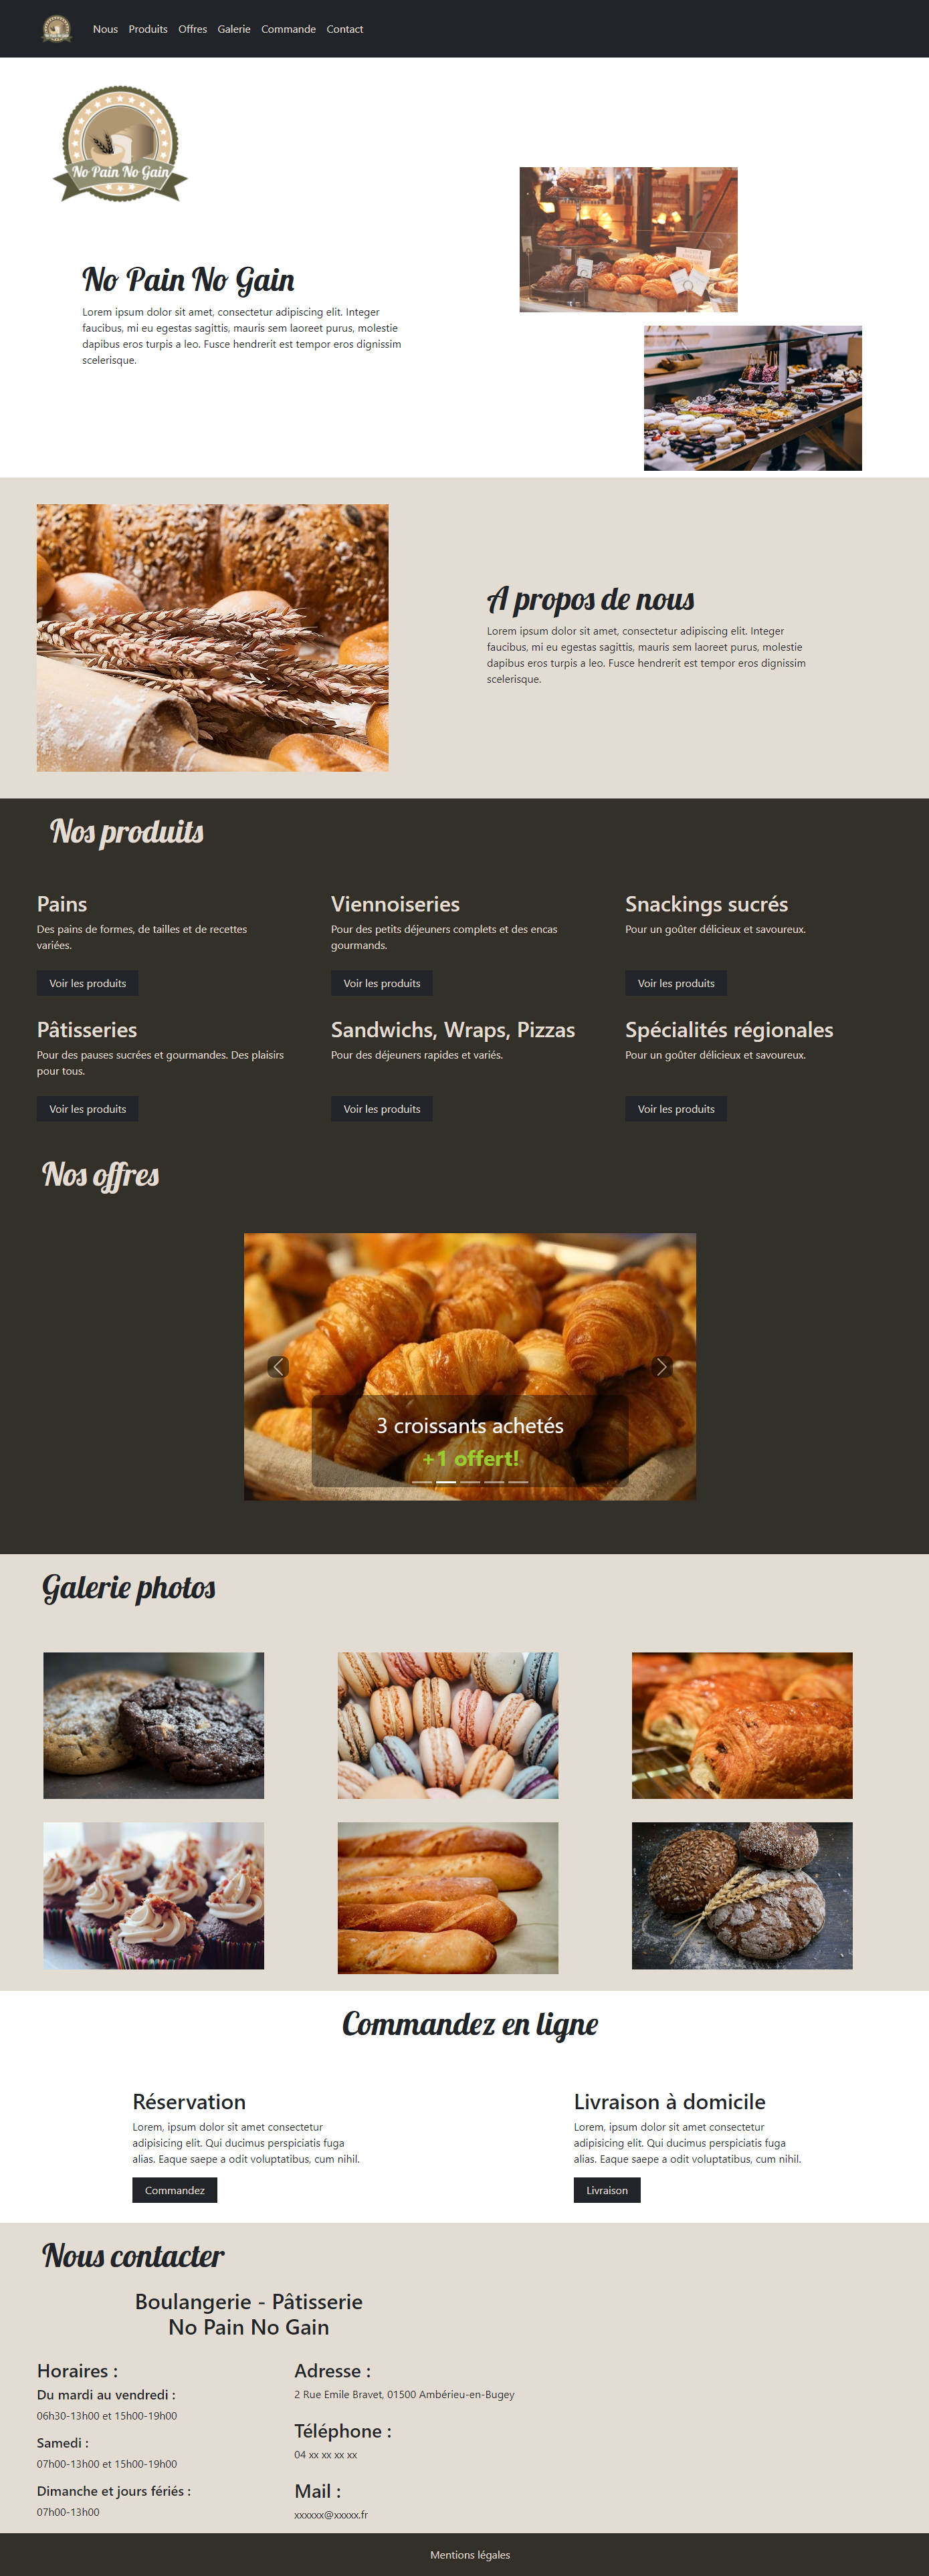 Nous Produits Offres Galerie Commande Contact
No Pain No Gain
No Pain No Gain
Lorem ipsum dolor sit amet, consectetur adipiscing elit. Integer
faucibus, mi eu egestas sagittis, mauris sem laoreet purus, molestie
dapibus eros turpis a leo. Fusce hendrerit est tempor eros dignissim
scelerisque.
A propos de nous
Lorem ipsum dolor sit amet, consectetur adipiscing elit. Integer
faucibus, mi eu egestas sagittis, mauris sem laoreet purus, molestie
dapibus eros turpis a leo. Fusce hendrerit est tempor eros dignissim
scelerisque.
Nos produits
Pains
Des pains de formes, de tailles et de recettes
variées.
Voir les produits
Viennoiseries
Pour des petits déjeuners complets et des encas
gourmands.
Voir les produits
Snackings sucrés
Pour un goûter délicieux et savoureux.
Voir les produits
Pâtisseries
Pour des pauses sucrées et gourmandes. Des plaisirs
pour tous.
Voir les produits
Sandwichs, Wraps, Pizzas
Pour des déjeuners rapides et variés.
Voir les produits
Spécialités régionales
Pour un goûter délicieux et savoureux.
Voir les produits
Nos offres
3 croissants achetés
+1 offert!
Galerie photos
Commandez en ligne
Réservation
Lorem, ipsum dolor sit amet consectetur
adipisicing elit. Qui ducimus perspiciatis fuga
alias. Eaque saepe a odit voluptatibus, cum nihil.
Commandez
Livraison à domicile
Lorem, ipsum dolor sit amet consectetur
adipisicing elit. Qui ducimus perspiciatis fuga
alias. Eaque saepe a odit voluptatibus, cum nihil.
Livraison
Nous contacter
Boulangerie - Pâtisserie
No Pain No Gain
Horaires :
Du mardi au vendredi :
06h30-13h00 et 15h00-19h00
Samedi :
07h00-13h00 et 15h00-19h00
Dimanche et jours fériés :
07h00-13h00
Adresse :
2 Rue Emile Bravet, 01500 Ambérieu-en-Bugey
Téléphone :
04 xx xx xx xx
Mail :
xxxxxx@xxxxx.fr
Mentions légales